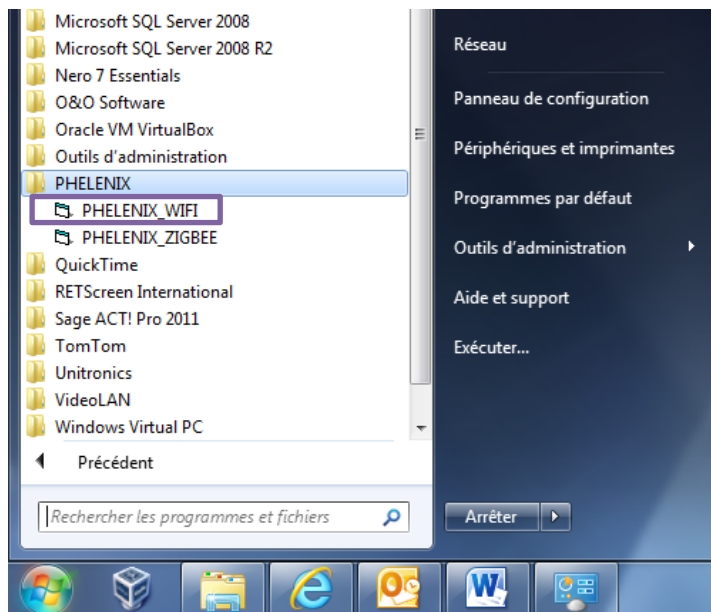 Microsoft SQL Server 2008
Microsoft SQL Server 2008 R2
Nero 7 Essentials
O&O Software
Oracle VM VirtualBox
Outils d'administration
PHELENIX
PHELENIX_WIFI
PHELENIX_ZIGBEE
QuickTime
RETScreen International
Sage ACT! Pro 2011
TomTom
Unitronics
VideoLAN
Windows Virtual PC
Précédent
Rechercher les programmes et fichiers
Réseau
Panneau de configuration
Périphériques et imprimantes
Programmes par défaut
Outils d'administration
Aide et support
Exécuter...
Arrêter